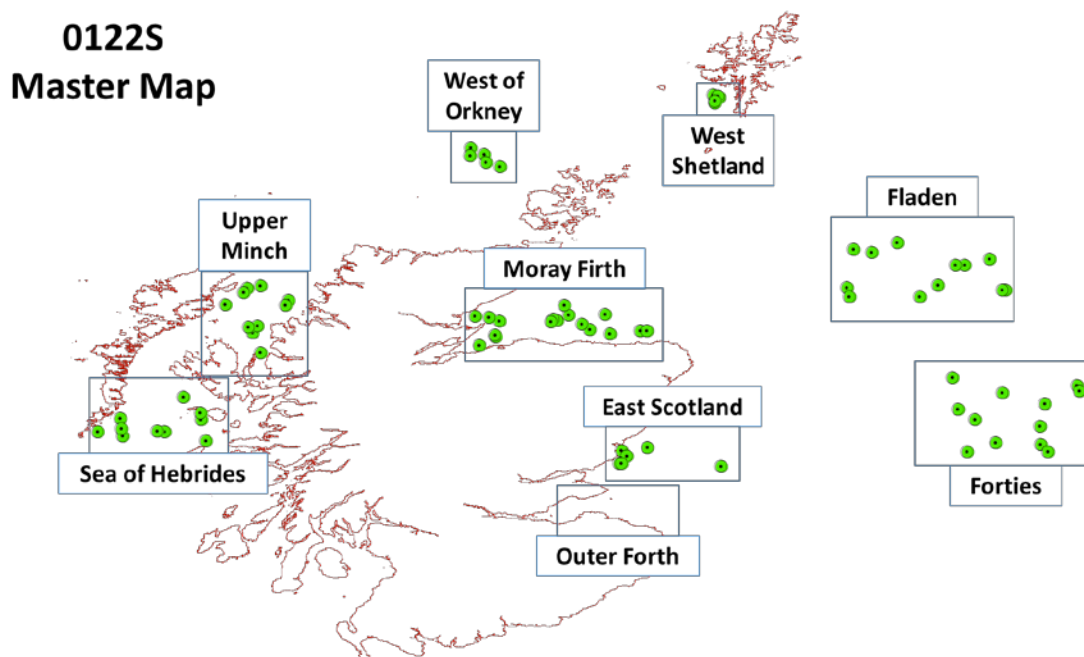 0122S
Master Map
West of
Orkney
West
Shetland
Fladen
Upper
Minch
Moray Firth
East Scotland
Sea of Hebrides
Forties
Outer Forth